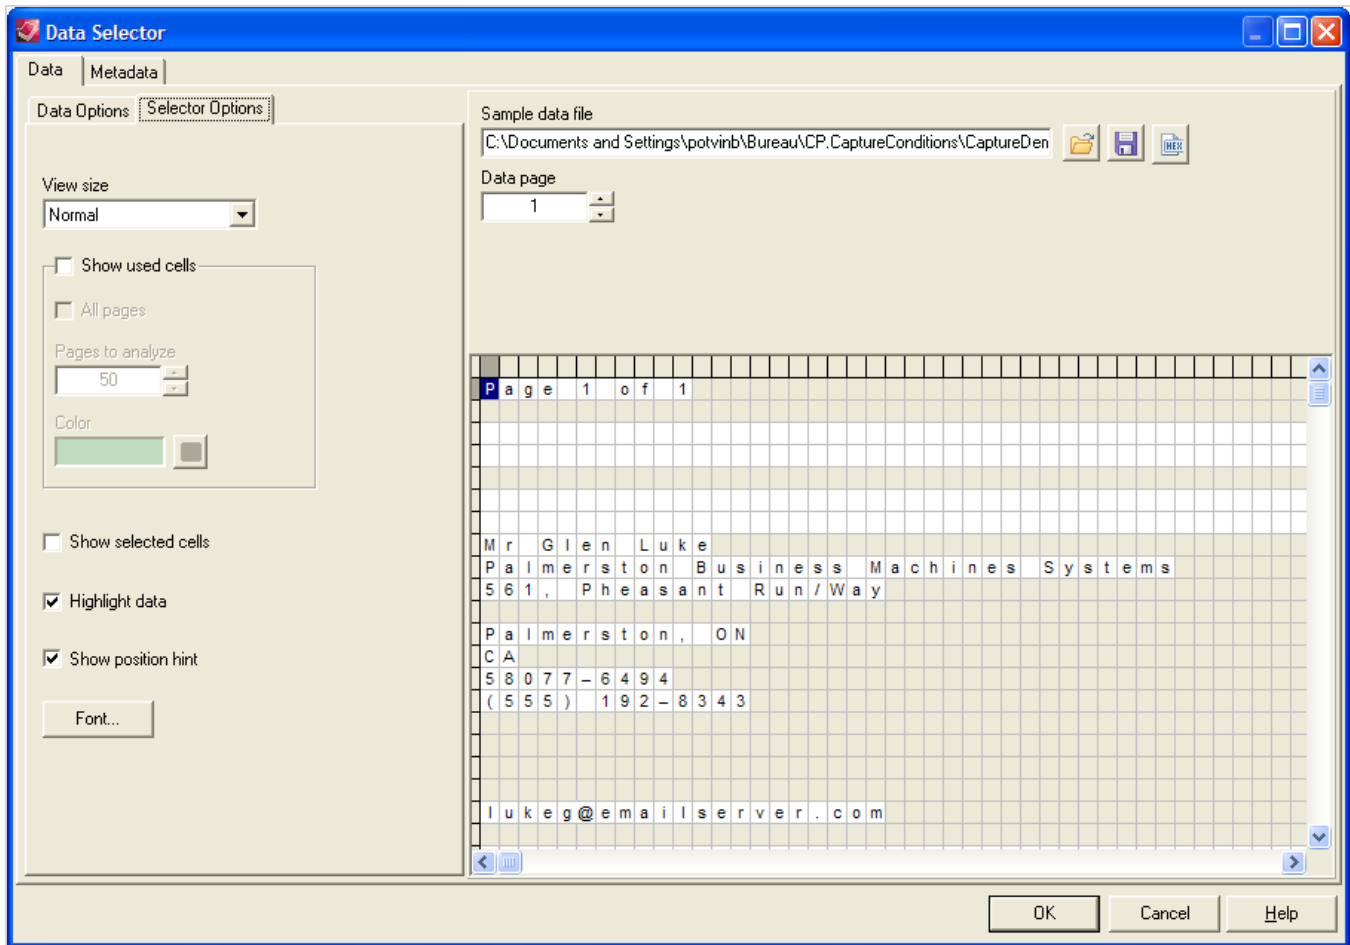 Data Selector
Data
Metadata
Data Options
Selector Options
View size
Normal
Show used cells
All pages
Pages to analyze
50
Color
Show selected cells
Highlight data
Show position hint
Font...
Sample data file
C:\Documents and Settings\potvinb\Bureau\CP.CaptureConditions\CaptureDen
HEX
Data page
1
Page 1 of 1
Mr Glen Luke
Palmerston Business Machines Systems
561, Pheasant Run/Way
Palmerston, ON
CA
58077-6494
(555) 192-8343
lukeg@emailserver.com
OK
Cancel
Help